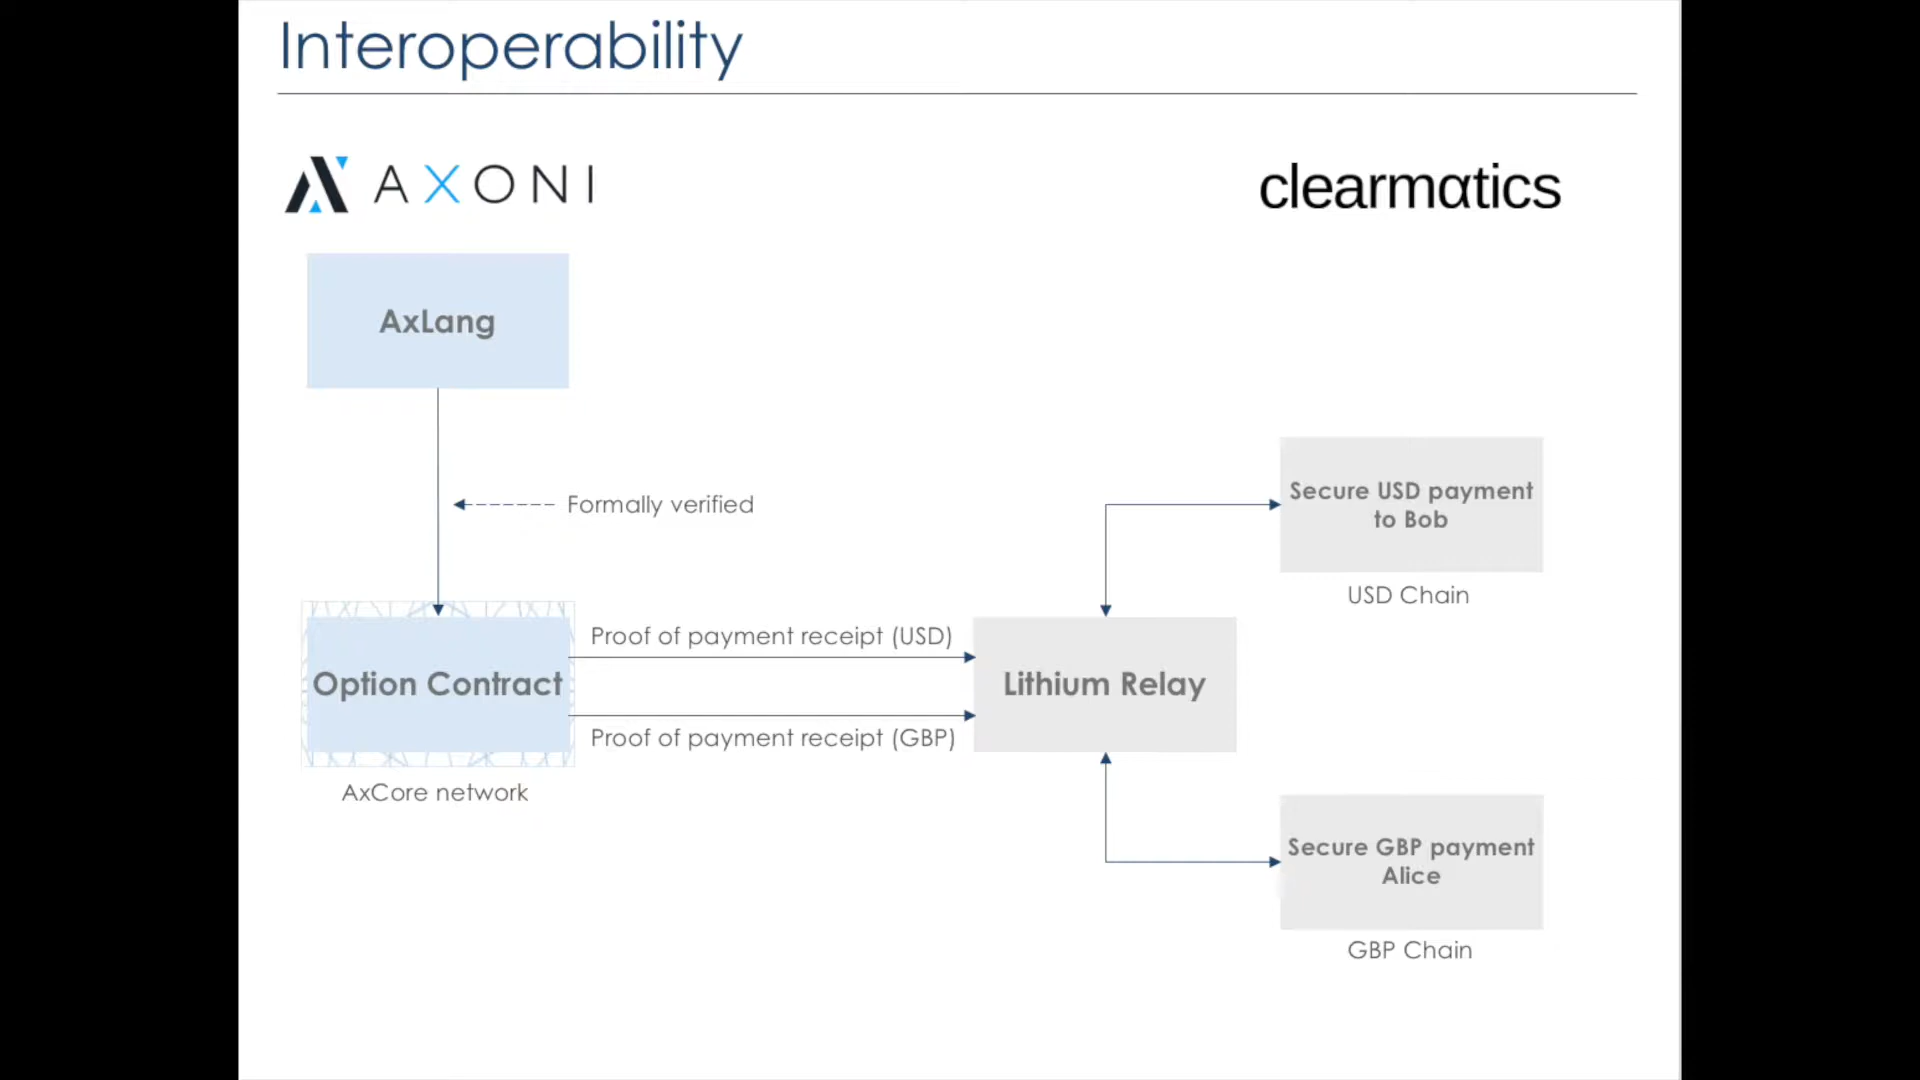 Interoperability
AXONI
clearmαtics
AxLang
Formally verified
Secure USD payment
to Bob
USD Chain
Option Contract
Proof of payment receipt (USD)
Proof of payment receipt (GBP)
Lithium Relay
AxCore network
Secure GBP payment
Alice
GBP Chain